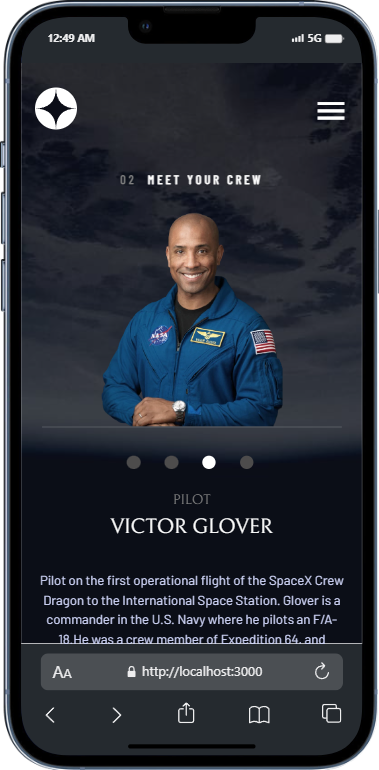 12:49 AM
5G
02 MEET YOUR CREW
NASA
PILOT
VICTOR GLOVER
Pilot on the first operational flight of the SpaceX Crew
Dragon to the International Space Station. Glover is a
commander in the U.S. Navy where he pilots an F/A-
18.He was a crew member of Expedition 64, and
AA
http://localhost:3000